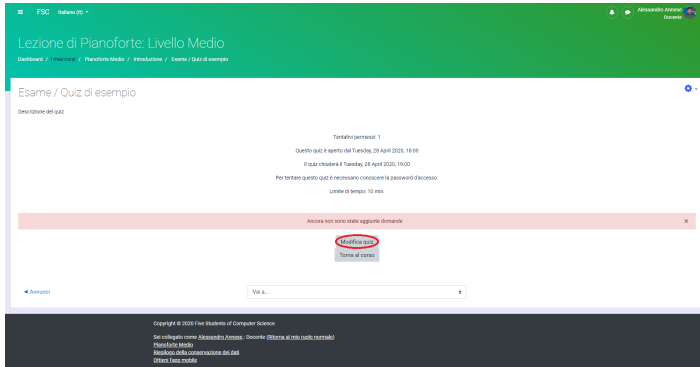 FSC Italiano (it)
Alessandro Annese
Docente
Lezione di Pianoforte: Livello Medio
Dashboard / I miei corsi / Pianoforte Medio / Introduzione / Esame / Quiz di esempio
Esame / Quiz di esempio
Descrizione del quiz
Tentativi permessi: 1
Questo quiz è aperto dal Tuesday, 28 April 2020, 18:00
Il quiz chiuderà il Tuesday, 28 April 2020, 19:00
Per tentare questo quiz è necessario conoscere la password d'accesso.
Limite di tempo: 10 min.
Ancora non sono state aggiunte domande ×
Modifica quiz
Torna al corso
◄ Annunci
Vai a...
Copyright © 2020 Five Students of Computer Science
Sei collegato come Alessandro Annese : Docente (Ritorna al mio ruolo normale)
Pianoforte Medio
Riepilogo della conservazione dei dati
Ottieni l'app mobile